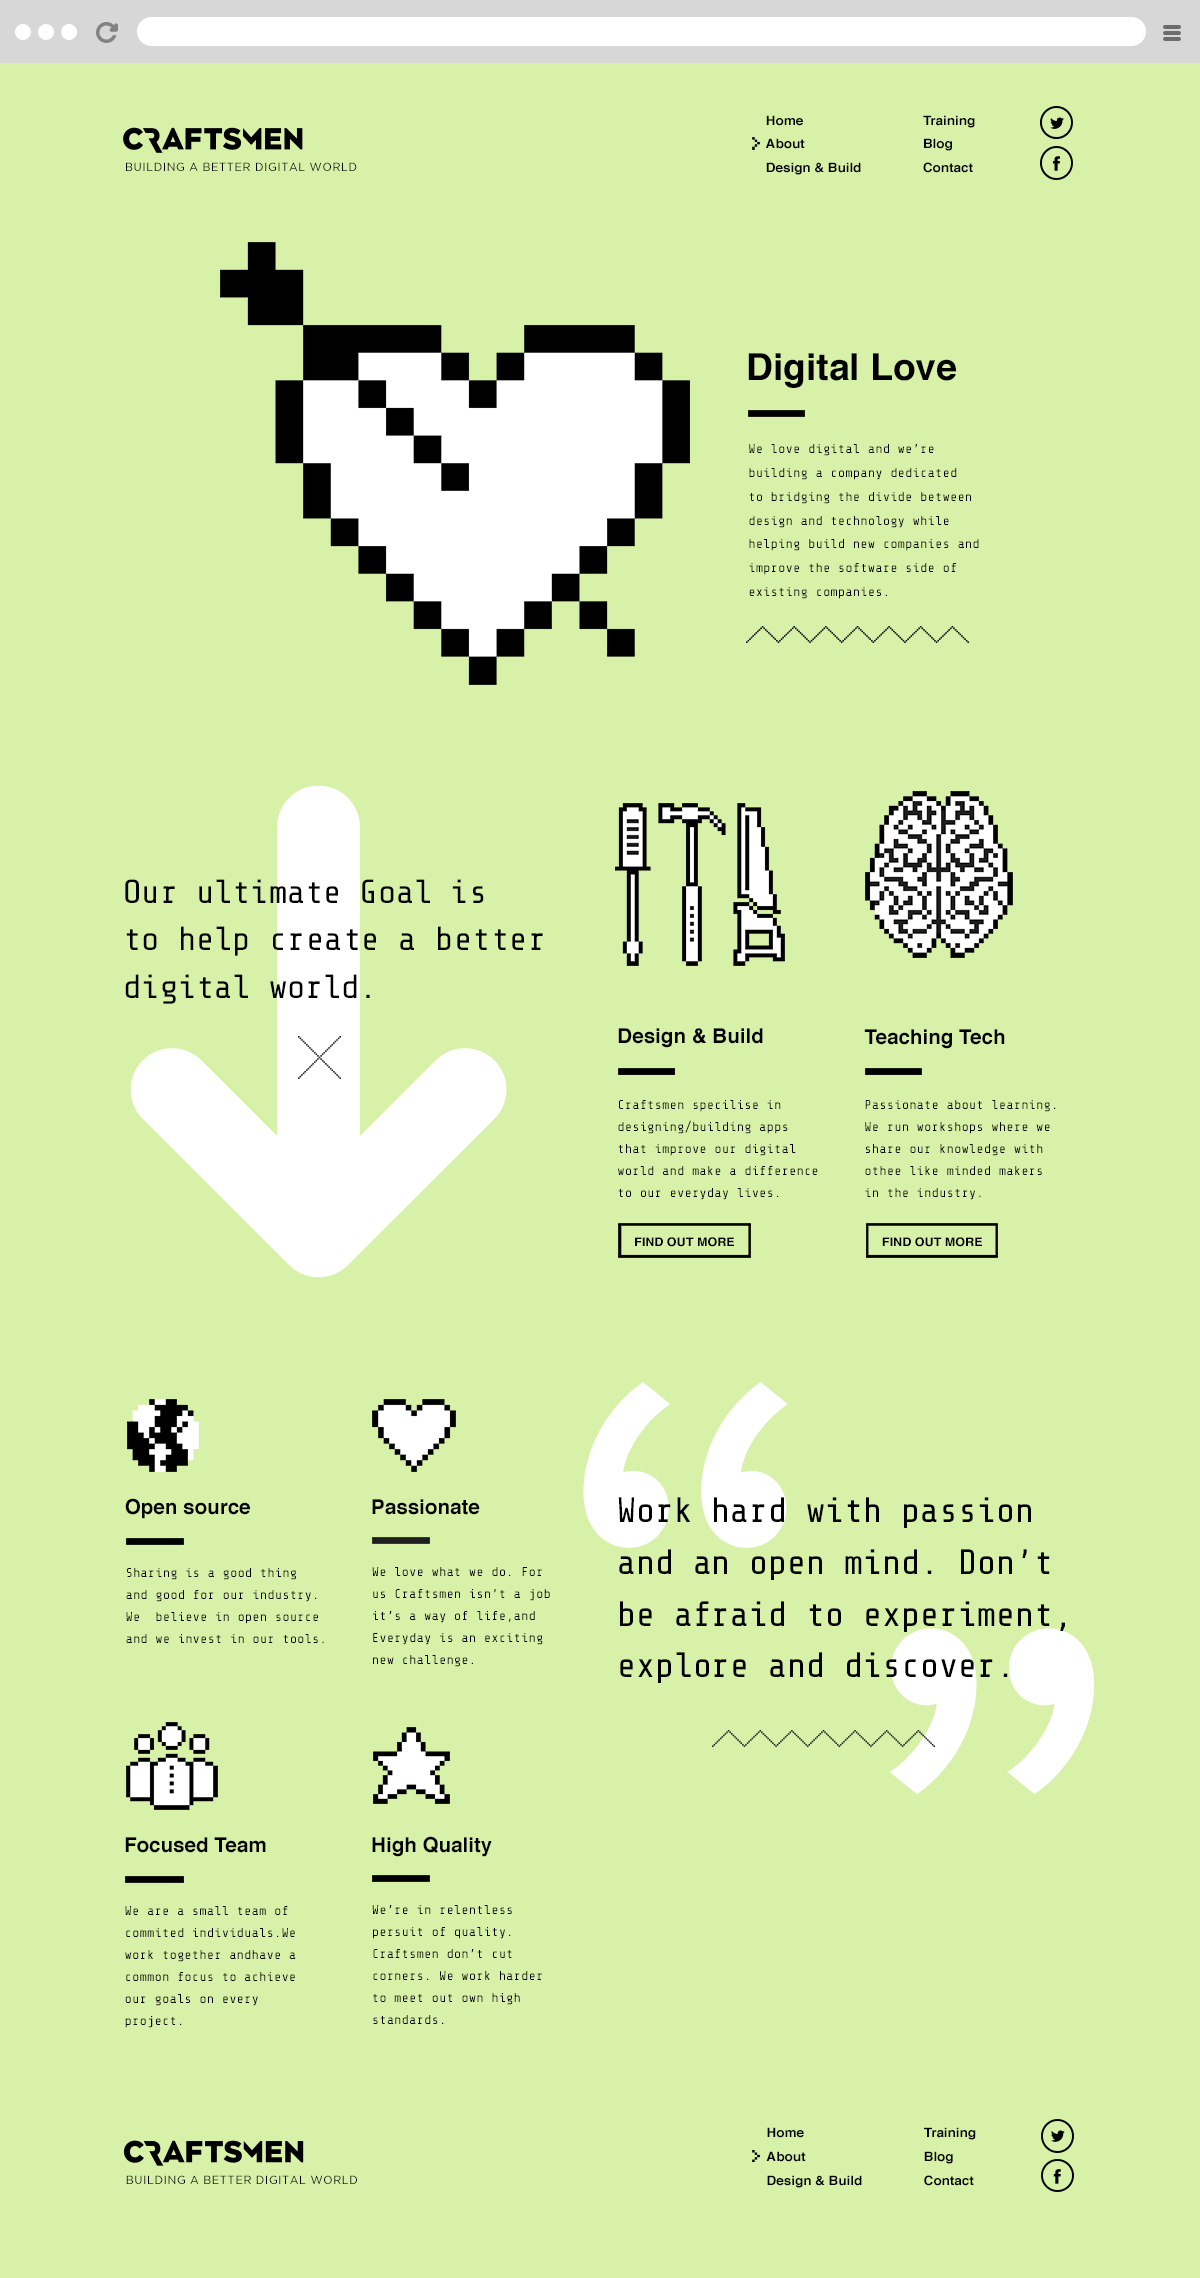 CRAFTSMEN
BUILDING A BETTER DIGITAL WORLD
Home
About
Design & Build
Training
Blog
Contact
Digital Love
We love digital and we’re
building a company dedicated
to bridging the divide between
design and technology while
helping build new companies and
improve the software side of
existing companies.
Our ultimate Goal is
to help create a better
digital world.
Design & Build
Craftsmen specilise in
designing/building apps
that improve our digital
world and make a difference
to our everyday lives.
FIND OUT MORE
Teaching Tech
Passionate about learning.
We run workshops where we
share our knowledge with
othee like minded makers
in the industry.
FIND OUT MORE
Open source
Sharing is a good thing
and good for our industry.
We  believe in open source
and we invest in our tools.
Passionate
We love what we do. For
us Craftsmen isn’t a job
it’s a way of life,and
Everyday is an exciting
new challenge.
“
Work hard with passion
and an open mind. Don’t
be afraid to experiment,
explore and discover.
”
Focused Team
We are a small team of
commited individuals.We
work together andhave a
common focus to achieve
our goals on every
project.
High Quality
We’re in relentless
persuit of quality.
Craftsmen don’t cut
corners. We work harder
to meet out own high
standards.
CRAFTSMEN
BUILDING A BETTER DIGITAL WORLD
Home
About
Design & Build
Training
Blog
Contact